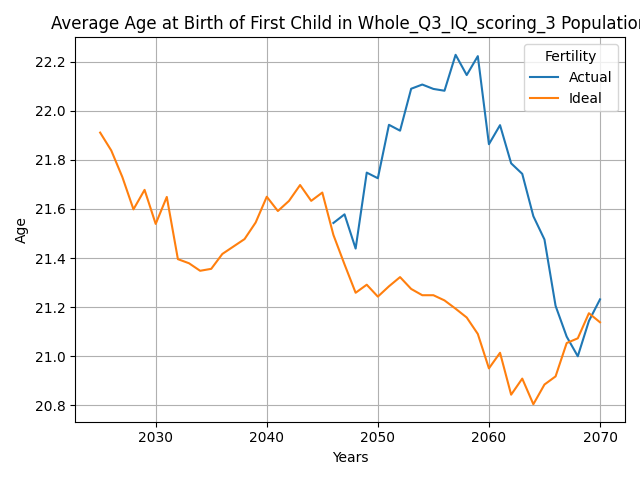 Average Age at Birth of First Child in Whole_Q3_IQ_scoring_3 Population
Fertility
Actual
Ideal
Age
22.2
22.0
21.8
21.6
21.4
21.2
21.0
20.8
2030 2040 2050 2060 2070
Years